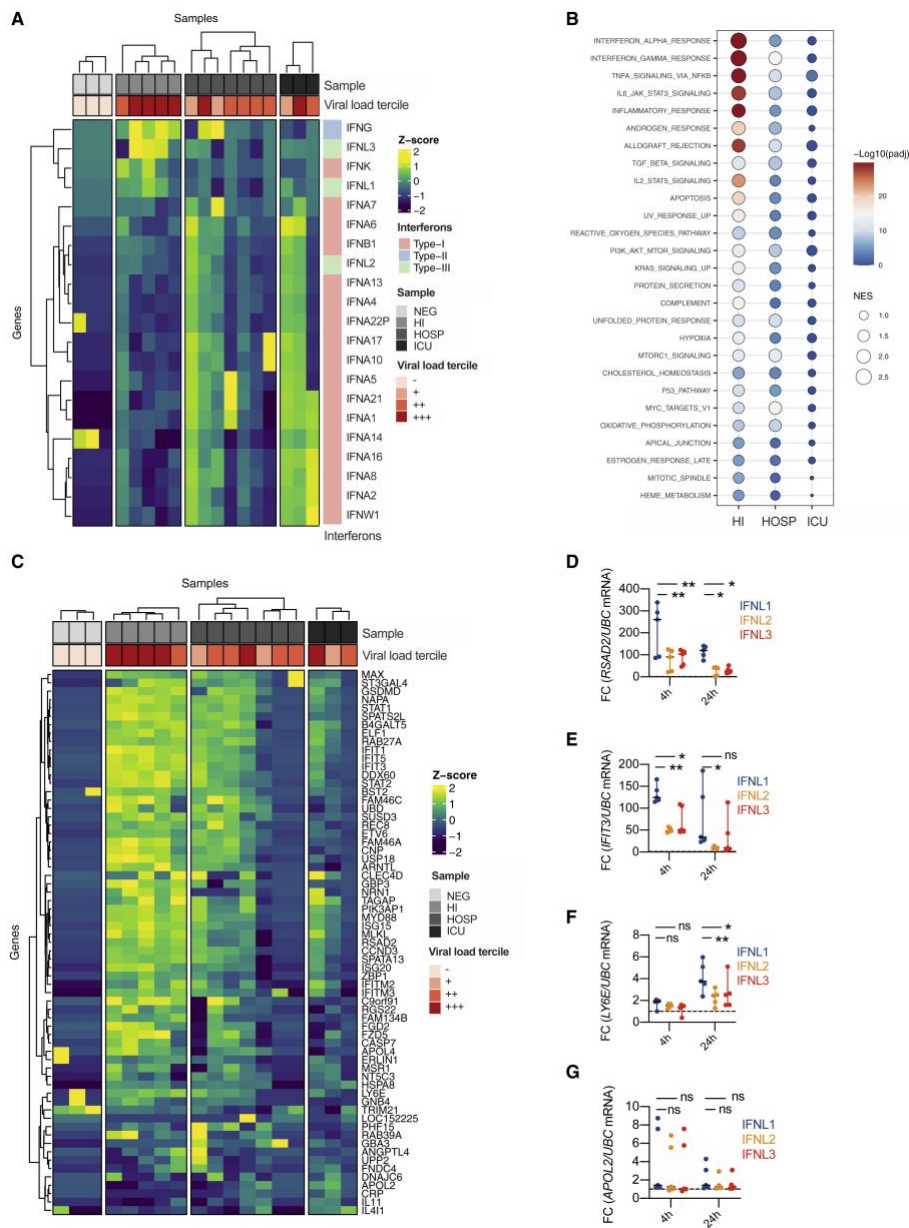 A
Samples
Sample
Viral load tercile
IFNG
IFNL3
IFNK
IFNL1
IFNA7
IFNA6
IFNB1
IFNL2
IFNA13
IFNA4
IFNA22P
IFNA17
IFNA10
IFNA5
IFNA21
IFNA1
IFNA14
IFNA16
IFNA8
IFNA2
IFNW1
Interferons
Genes
Z-score
2
1
0
-1
-2
Interferons
Type-I
Type-II
Type-III
Sample
NEG
HI
HOSP
ICU
Viral load tercile
-
+
++
+++
B
INTERFERON_ALPHA_RESPONSE
INTERFERON_GAMMA_RESPONSE
TNFA_SIGNALING_VIA_NFKB
IL6_JAK_STAT3_SIGNALING
INFLAMMATORY_RESPONSE
ANDROGEN_RESPONSE
ALLOGRAFT_REJECTION
TGF_BETA_SIGNALING
IL2_STAT5_SIGNALING
APOPTOSIS
UV_RESPONSE_UP
REACTIVE_OXYGEN_SPECIES_PATHWAY
PI3K_AKT_MTOR_SIGNALING
KRAS_SIGNALING_UP
PROTEIN_SECRETION
COMPLEMENT
UNFOLDED_PROTEIN_RESPONSE
HYPOXIA
MTORC1_SIGNALING
CHOLESTEROL_HOMEOSTASIS
P53_PATHWAY
MYC_TARGETS_V1
OXIDATIVE_PHOSPHORYLATION
APICAL_JUNCTION
ESTROGEN_RESPONSE_LATE
MITOTIC_SPINDLE
HEME_METABOLISM
HI HOSP ICU
-Log10(padj)
20
10
0
NES
1.0
1.5
2.0
2.5
C
Samples
Sample
Viral load tercile
MAX
ST3GAL4
GSDMD
NAPA
STAT1
SPATS2L
B4GALT5
ELF1
RAB27A
IFIT1
IFIT5
IFIT3
DDX60
STAT2
BST2
FAM46C
UBD
SUSD3
REC8
ETV6
FAM46A
CNP
USP18
ARNTL
CLEC4D
GBP3
NRN1
TAGAP
PIK3AP1
MYD88
ISG15
MLKL
RSAD2
CCND3
SPATA13
ISG20
ZBP1
IFITM2
IFITM3
C9orf91
RGS22
FAM134B
FGD2
FZD5
CASP7
APOL4
ERLIN1
MSR1
NT5C3
HSPA8
LY6E
GNB4
TRIM21
LOC152225
PHF15
RAB39A
GBA3
ANGPTL4
UPP2
FNDC4
DNAJC6
APOL2
CRP
IL11
IL4I1
Genes
Z-score
2
1
0
-1
-2
Sample
NEG
HI
HOSP
ICU
Viral load tercile
-
+
++
+++
D
FC (RSAD2/UBC mRNA)
400
300
200
100
0
** *
** *
4h 24h
IFNL1
IFNL2
IFNL3
E
FC (IFIT3/UBC mRNA)
200
150
100
50
0
* ns
** *
4h 24h
IFNL1
IFNL2
IFNL3
F
FC (LY6E/UBC mRNA)
8
6
4
2
0
ns *
ns **
4h 24h
IFNL1
IFNL2
IFNL3
G
FC (APOL2/UBC mRNA)
10
8
6
4
2
0
ns ns
ns ns
4h 24h
IFNL1
IFNL2
IFNL3